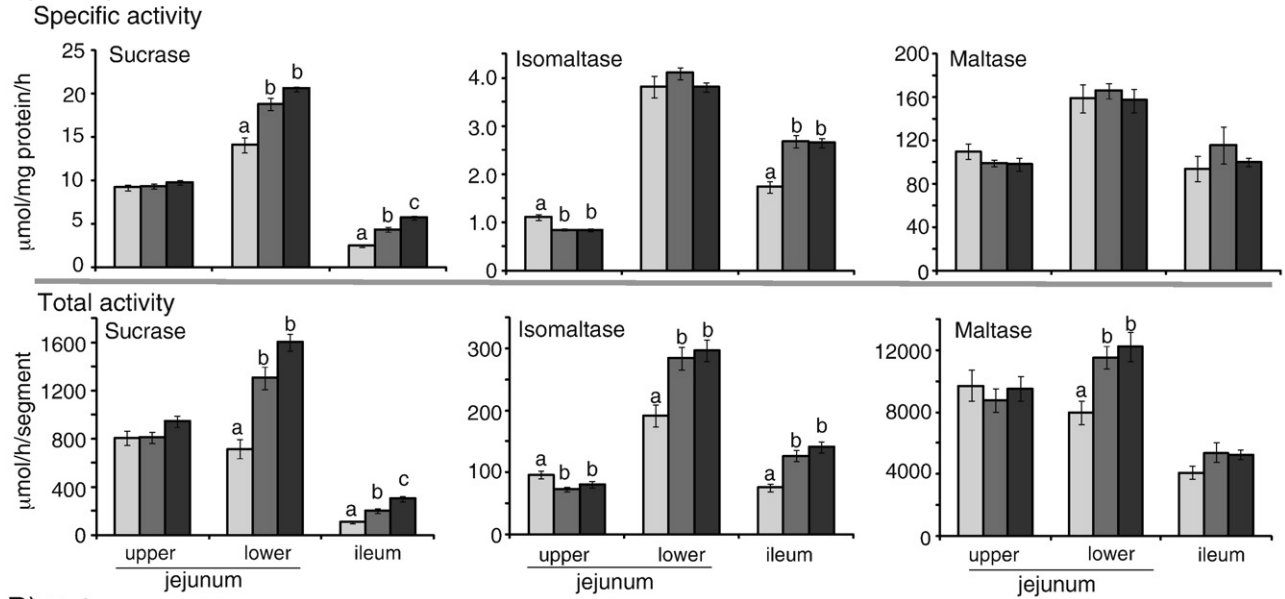 Specific activity
Sucrase
Isomaltase
Maltase
μmol/mg protein/h
25
20
15
10
5
0
a
b
b
a
b
c
4.0
3.0
2.0
1.0
0
a
b
b
a
b
b
200
160
120
80
40
0
Total activity
Sucrase
Isomaltase
Maltase
μmol/h/segment
1600
1200
800
400
0
a
b
b
a
b
c
300
200
100
0
a
b
b
a
b
b
a
b
b
12000
8000
4000
0
a
b
b
upper
lower
ileum
jejunum
upper
lower
ileum
jejunum
upper
lower
ileum
jejunum